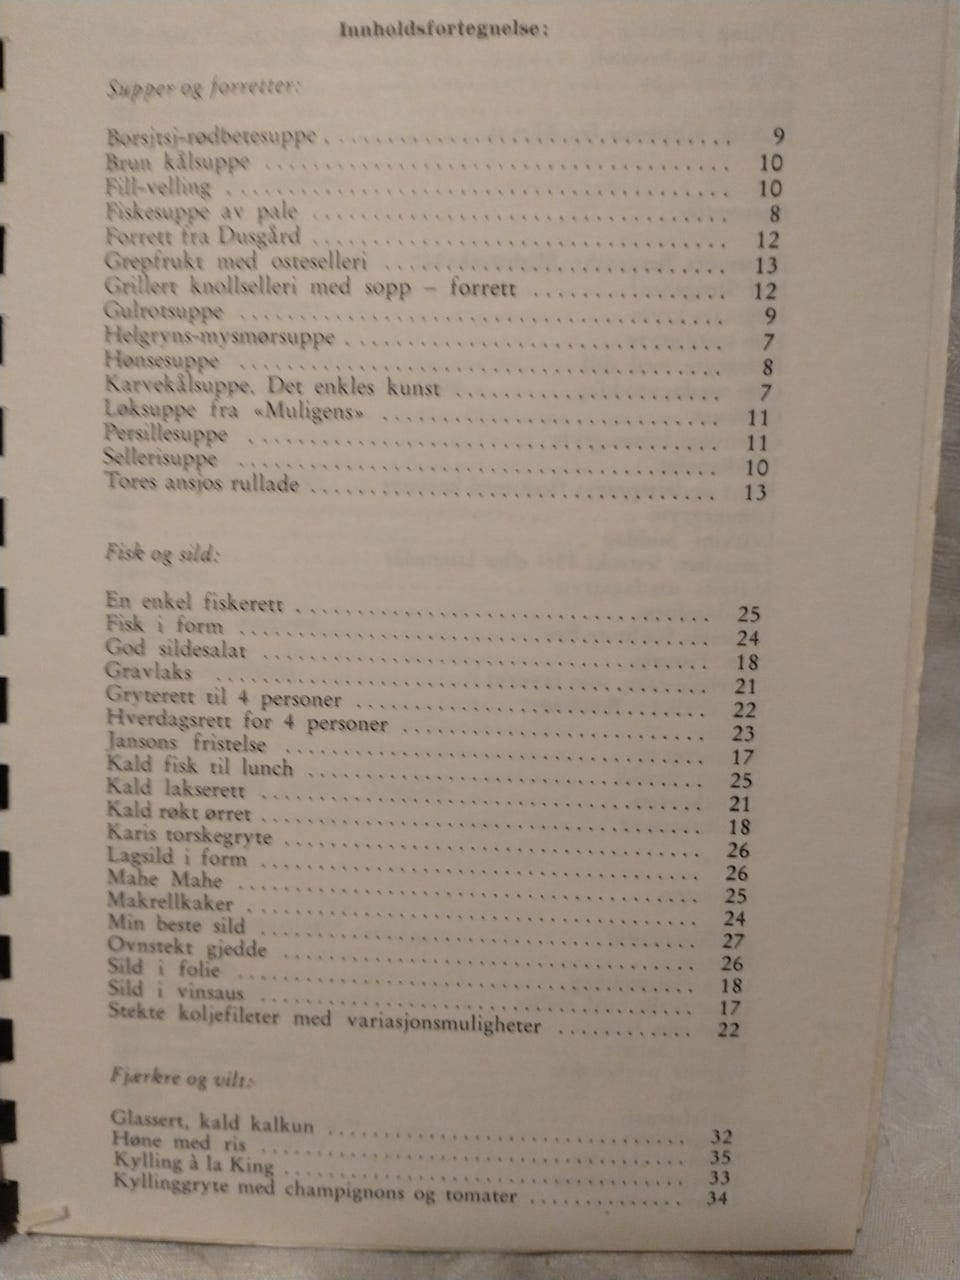 Innholdsfortegnelse:
Supper og forretter:
Borsjtsj-rødbetesuppe 9
Brun kålsuppe 10
Fill-velling 10
Fiskesuppe av pale 8
Forrett fra Dusgård 12
Grepfrukt med osteselleri 13
Grillert knollselleri med sopp – forrett 12
Gulrotsuppe 9
Helgryns-mysmørsuppe 7
Hønsesuppe 8
Karvekålsuppe. Det enkles kunst 7
Løksuppe fra «Muligens» 11
Persillesuppe 11
Sellerisuppe 10
Tores ansjos rullade 13
Fisk og sild:
En enkel fiskerett 25
Fisk i form 24
God sildesalat 18
Gravlaks 21
Gryterett til 4 personer 22
Hverdagsrett for 4 personer 23
Jansons fristelse 17
Kald fisk til lunch 25
Kald lakserett 21
Kald røkt ørret 18
Karis torskegryte 26
Lagsild i form 26
Mahe Mahe 25
Makrellkaker 24
Min beste sild 27
Ovnstekt gjedde 26
Sild i folie 18
Sild i vinsaus 17
Stekte koljefileter med variasjonsmuligheter 22
Fjærkre og vilt:
Glassert, kald kalkun 32
Høne med ris 35
Kylling à la King 33
Kyllinggryte med champignons og tomater 34